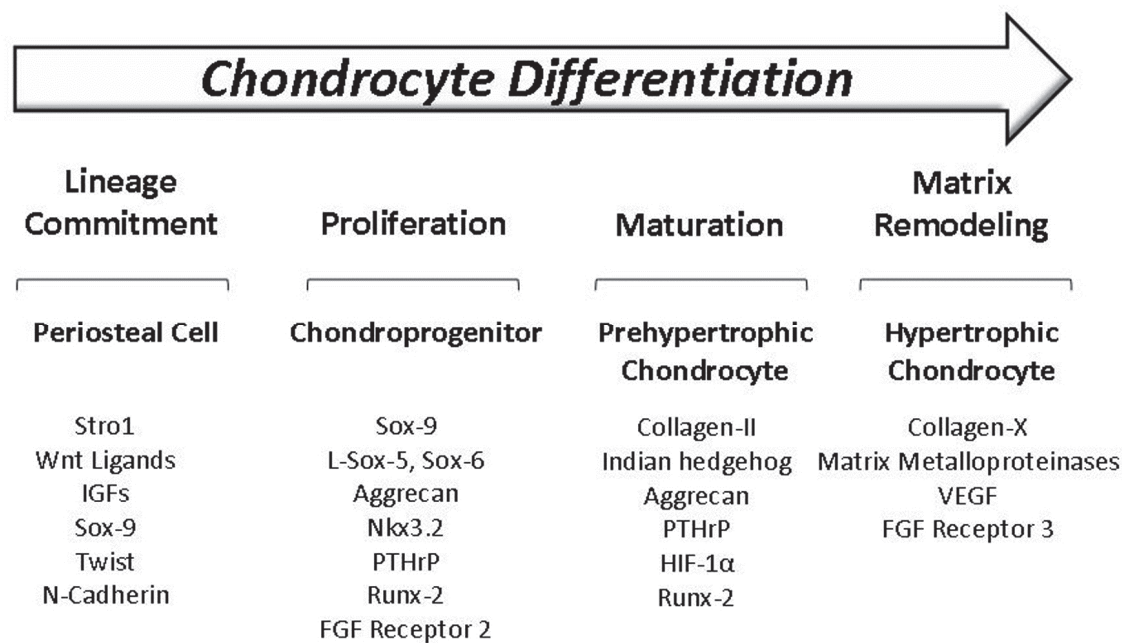 Chondrocyte Differentiation
Lineage
Commitment
Periosteal Cell
Stro1
Wnt Ligands
IGFs
Sox-9
Twist
N-Cadherin
Proliferation
Chondroprogenitor
Sox-9
L-Sox-5, Sox-6
Aggrecan
Nkx3.2
PTHrP
Runx-2
FGF Receptor 2
Maturation
Prehypertrophic
Chondrocyte
Collagen-II
Indian hedgehog
Aggrecan
PTHrP
HIF-1α
Runx-2
Matrix
Remodeling
Hypertrophic
Chondrocyte
Collagen-X
Matrix Metalloproteinases
VEGF
FGF Receptor 3